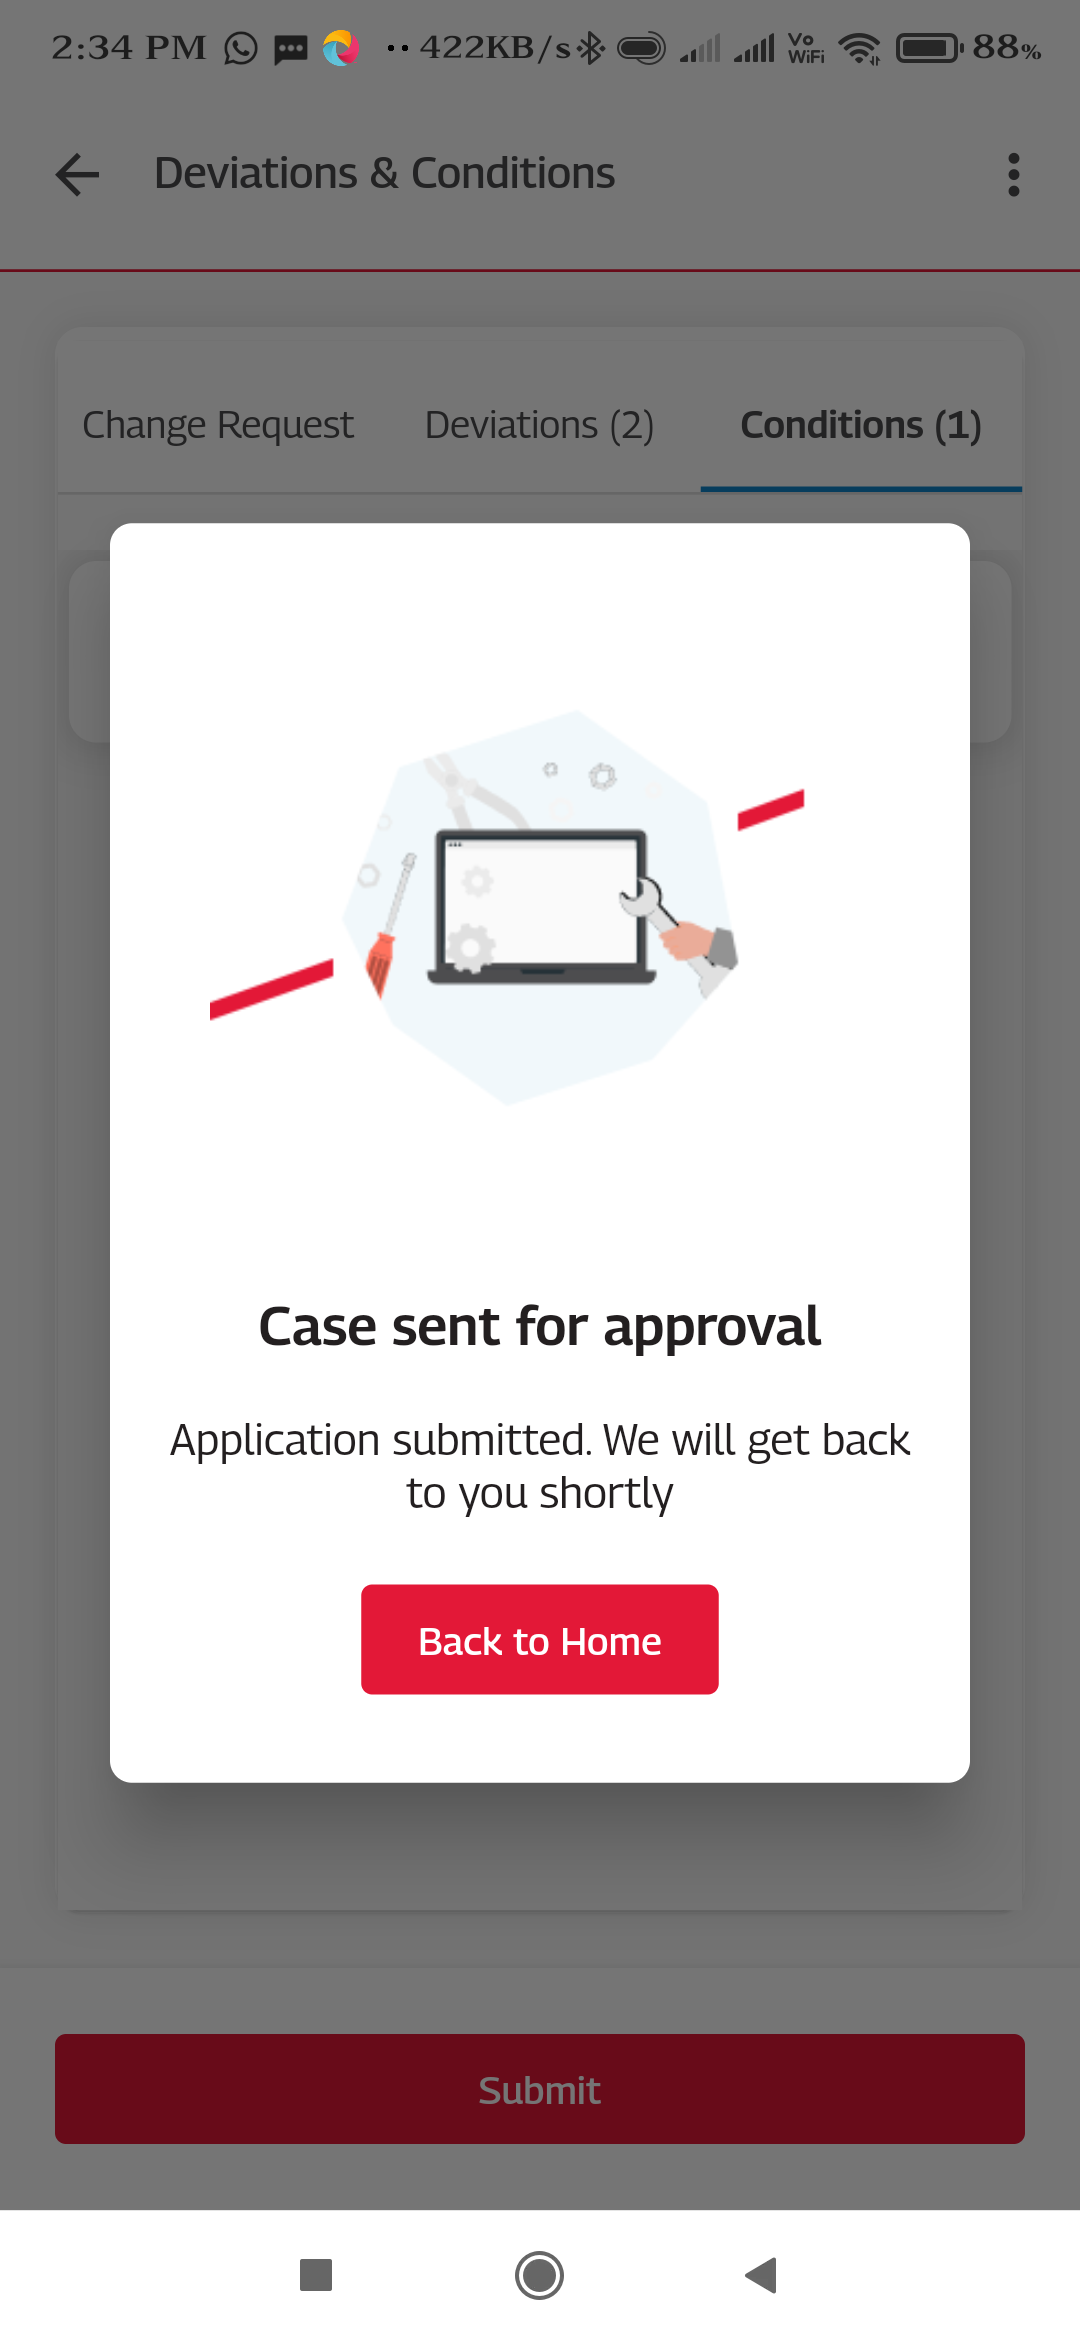 2:34 PM 422KB/s Vo WiFi 88%
Deviations & Conditions
Change Request Deviations (2) Conditions (1)
Case sent for approval
Application submitted. We will get back
to you shortly
Back to Home
Submit